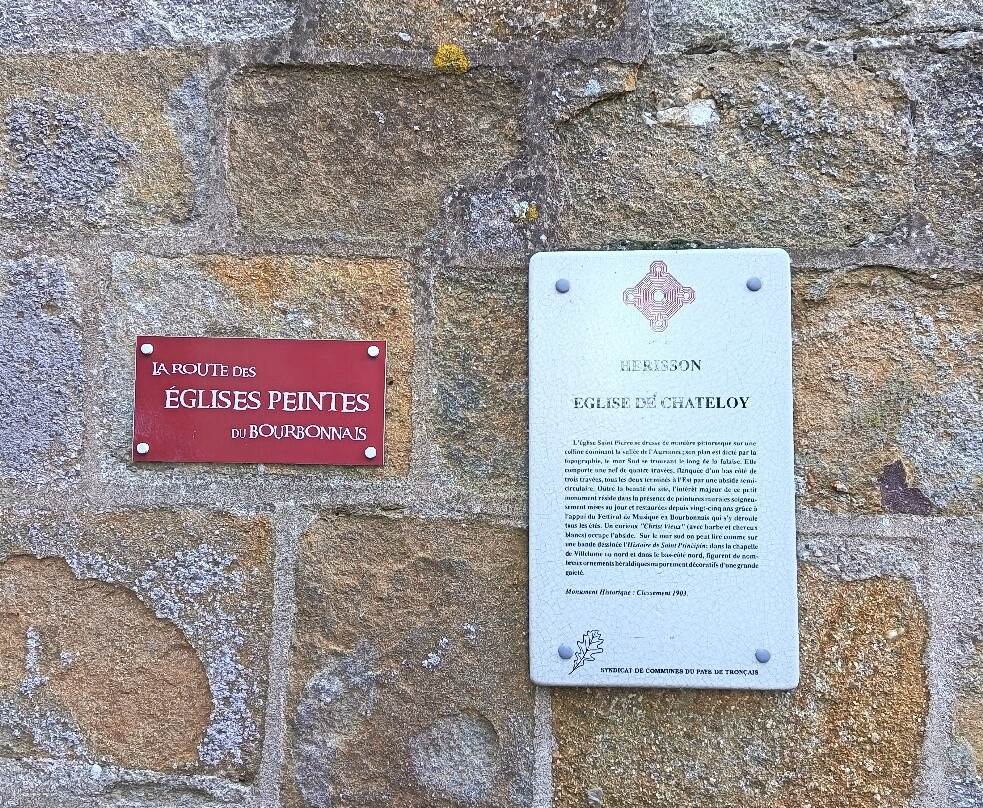 LA ROUTE DES
ÉGLISES PEINTES
DU BOURBONNAIS
HERISSON
EGLISE DE CHATELOY
L'église Saint Pierre se dresse de manière pittoresque sur une
colline dominant la vallée de l'Aumance; son plan est dicté par la
topographie, le mur Sud se trouvant le long de la falaise. Elle
comporte une nef de quatre travées, flanquée d'un bas côté de
trois travées, tous les deux terminés à l'Est par une abside semi-
circulaire. Outre la beauté du site, l'intérêt majeur de ce petit
monument réside dans la présence de peintures murales soigneu-
sement mises au jour et restaurées depuis vingt-cinq ans grâce à
l'appui du Festival de Musique en Bourbonnais qui s'y déroule
tous les étés. Un curieux "Christ Vieux" (avec barbe et cheveux
blancs) occupe l'abside. Sur le mur sud on peut lire comme sur
une bande dessinée l'Histoire de Saint Principin; dans la chapelle
de Villelume au nord et dans le bas-côté nord, figurent de nom-
breux ornements héraldiques ou purement décoratifs d'une grande
gaieté.
Monument Historique : Classement 1903.
SYNDICAT DE COMMUNES DU PAYS DE TRONÇAIS